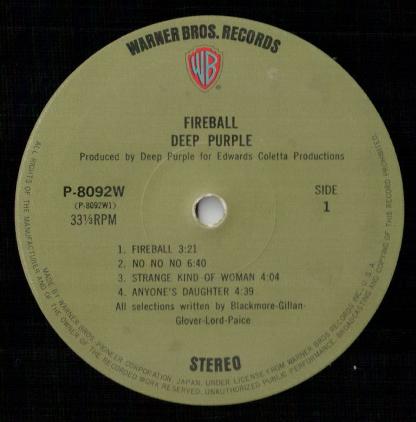 WARNER BROS. RECORDS
WB
®
FIREBALL
DEEP PURPLE
Produced by Deep Purple for Edwards Coletta Productions
P-8092W
(P-8092W1)
33⅓RPM
SIDE
1
1. FIREBALL 3:21
2. NO NO NO 6:40
3. STRANGE KIND OF WOMAN 4:04
4. ANYONE'S DAUGHTER 4:39
All selections written by Blackmore-Gillan-
Glover-Lord-Paice
STEREO
MADE BY WARNER BROS. PIONEER CORPORATION, JAPAN, UNDER LICENSE FROM WARNER BROS. RECORDS INC., U.S.A.
ALL RIGHTS OF THE MANUFACTURER AND OF THE OWNER OF THE RECORDED WORK RESERVED. UNAUTHORIZED PUBLIC PERFORMANCE, BROADCASTING AND COPYING OF THIS RECORD PROHIBITED.